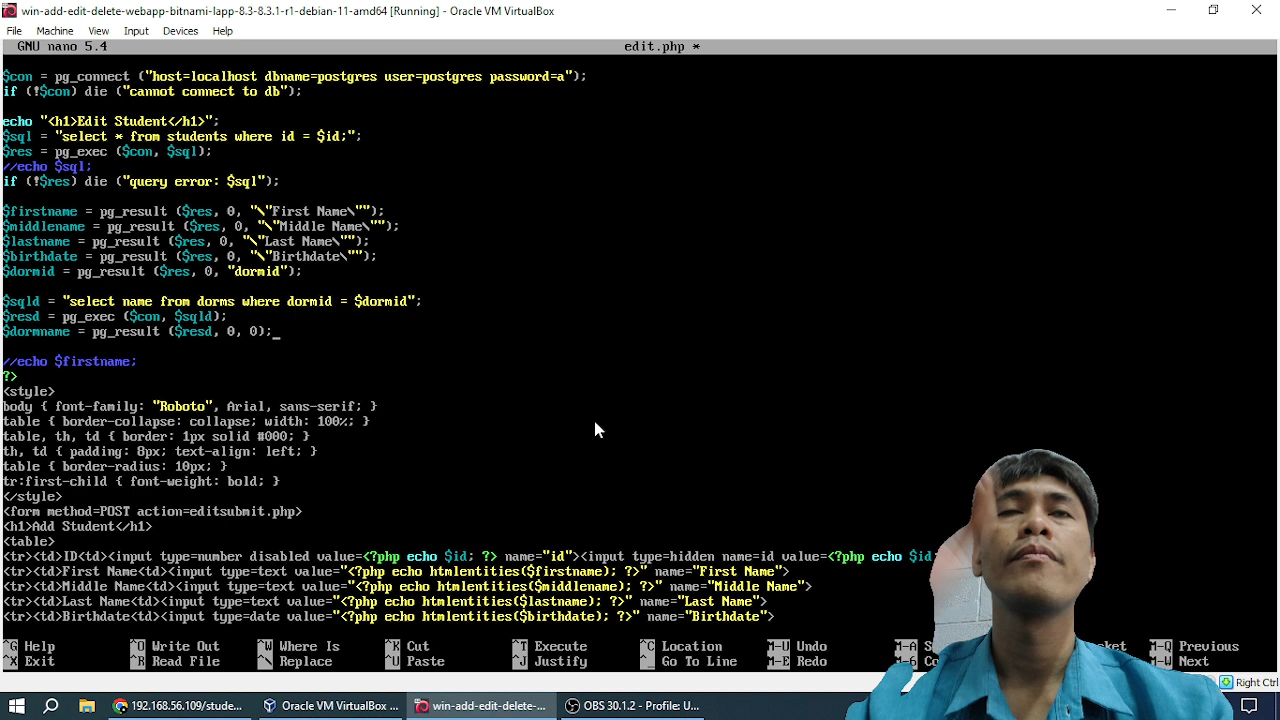 win-add-edit-delete-webapp-bitnami-lapp-8.3-8.3.1-r1-debian-11-amd64 [Running] - Oracle VM VirtualBox
File Machine View Input Devices Help
GNU nano 5.4 edit.php *
$con = pg_connect ("host=localhost dbname=postgres user=postgres password=a");
if (!$con) die ("cannot connect to db");
echo "<h1>Edit Student</h1>";
$sql = "select * from students where id = $id;";
$res = pg_exec ($con, $sql);
//echo $sql;
if (!$res) die ("query error: $sql");
$firstname = pg_result ($res, 0, "\"First Name\"");
$middlename = pg_result ($res, 0, "\"Middle Name\"");
$lastname = pg_result ($res, 0, "\"Last Name\"");
$birthdate = pg_result ($res, 0, "\"Birthdate\"");
$dormid = pg_result ($res, 0, "dormid");
$sqld = "select name from dorms where dormid = $dormid";
$resd = pg_exec ($con, $sqld);
$dormname = pg_result ($resd, 0, 0);_
//echo $firstname;
?>
<style>
body { font-family: "Roboto", Arial, sans-serif; }
table { border-collapse: collapse; width: 100%; }
table, th, td { border: 1px solid #000; }
th, td { padding: 8px; text-align: left; }
table { border-radius: 10px; }
tr:first-child { font-weight: bold; }
</style>
<form method=POST action=editsubmit.php>
<h1>Add Student</h1>
<table>
<tr><td>ID<td><input type=number disabled value=<?php echo $id; ?> name="id"><input type=hidden name=id value=<?php echo $id;
<tr><td>First Name<td><input type=text value="<?php echo htmlentities($firstname); ?>" name="First Name">
<tr><td>Middle Name<td><input type=text value="<?php echo htmlentities($middlename); ?>" name="Middle Name">
<tr><td>Last Name<td><input type=text value="<?php echo htmlentities($lastname); ?>" name="Last Name">
<tr><td>Birthdate<td><input type=date value="<?php echo htmlentities($birthdate); ?>" name="Birthdate">
^G Help ^O Write Out ^W Where Is ^K Cut ^T Execute ^C Location M-U Undo M-A M-Q Previous
^X Exit ^R Read File ^\ Replace ^U Paste ^J Justify ^_ Go To Line M-E Redo M-6 M-W Next
Right Ctrl
192.168.56.109/stude... Oracle VM VirtualBox ... win-add-edit-delete-... OBS 30.1.2 - Profile: U...